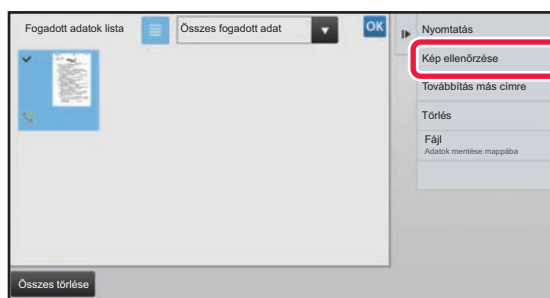 Fogadott adatok lista
Összes fogadott adat
OK
Nyomtatás
Kép ellenőrzése
Továbbítás más címre
Törlés
Fájl
Adatok mentése mappába
Összes törlése